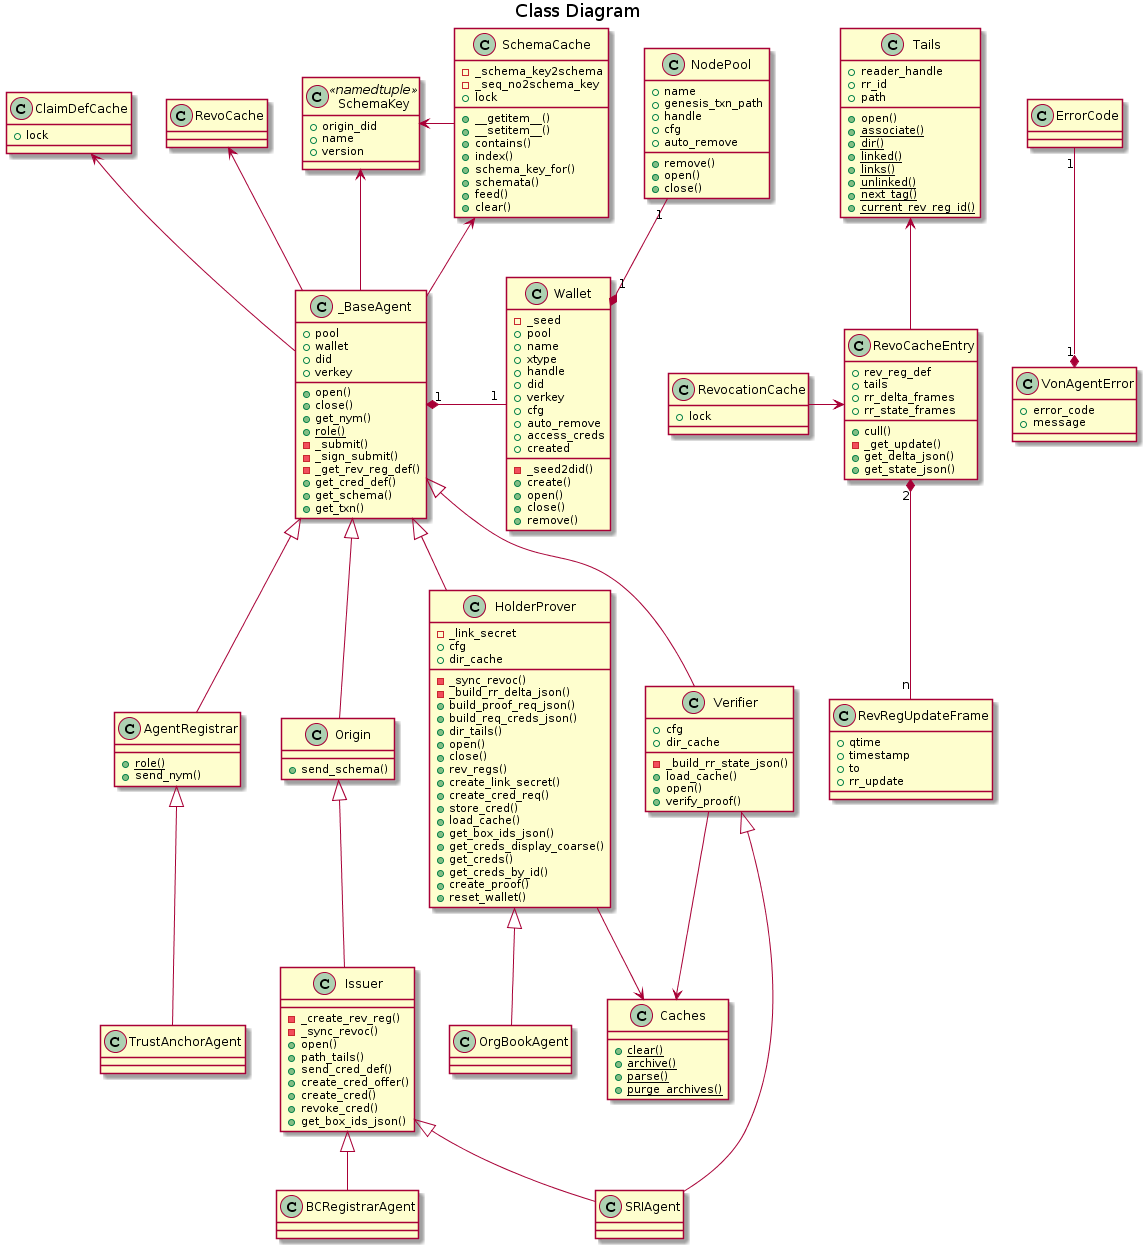 Class Diagram
C ClaimDefCache
lock
C RevoCache
C «namedtuple»
SchemaKey
origin_did
name
version
C SchemaCache
_schema_key2schema
_seq_no2schema_key
lock
__getitem__()
__setitem__()
contains()
index()
schema_key_for()
schemata()
feed()
clear()
C NodePool
name
genesis_txn_path
handle
cfg
auto_remove
remove()
open()
close()
C Tails
reader_handle
rr_id
path
open()
associate()
dir()
linked()
links()
unlinked()
next_tag()
current_rev_reg_id()
C ErrorCode
1
1
1
1
C _BaseAgent
pool
wallet
did
verkey
open()
close()
get_nym()
role()
_submit()
_sign_submit()
_get_rev_reg_def()
get_cred_def()
get_schema()
get_txn()
1
1
C Wallet
_seed
pool
name
xtype
handle
did
verkey
cfg
auto_remove
access_creds
created
_seed2did()
create()
open()
close()
remove()
C RevocationCache
lock
C RevoCacheEntry
rev_reg_def
tails
rr_delta_frames
rr_state_frames
cull()
_get_update()
get_delta_json()
get_state_json()
2
n
C VonAgentError
error_code
message
C AgentRegistrar
role()
send_nym()
C Origin
send_schema()
C HolderProver
_link_secret
cfg
dir_cache
_sync_revoc()
_build_rr_delta_json()
build_proof_req_json()
build_req_creds_json()
dir_tails()
open()
close()
rev_regs()
create_link_secret()
create_cred_req()
store_cred()
load_cache()
get_box_ids_json()
get_creds_display_coarse()
get_creds()
get_creds_by_id()
create_proof()
reset_wallet()
C Verifier
cfg
dir_cache
_build_rr_state_json()
load_cache()
open()
verify_proof()
C RevRegUpdateFrame
qtime
timestamp
to
rr_update
C TrustAnchorAgent
C Issuer
_create_rev_reg()
_sync_revoc()
open()
path_tails()
send_cred_def()
create_cred_offer()
create_cred()
revoke_cred()
get_box_ids_json()
C OrgBookAgent
C Caches
clear()
archive()
parse()
purge_archives()
C BCRegistrarAgent
C SRIAgent